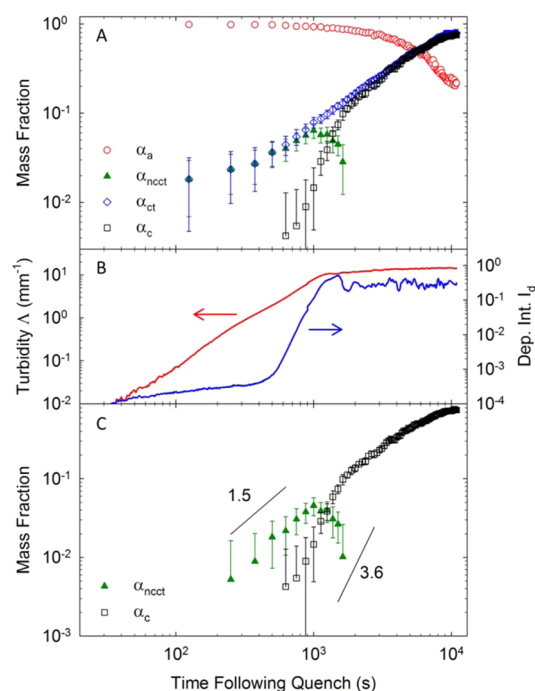 A
10⁰
10⁻¹
10⁻²
Mass Fraction
αa
αncct
αct
αc
B
10¹
10⁰
10⁻¹
10⁻²
Turbidity Λ (mm⁻¹)
10⁰
10⁻¹
10⁻²
10⁻³
10⁻⁴
Dep. Int. Id
C
10⁻¹
10⁻²
10⁻³
Mass Fraction
1.5
3.6
αncct
αc
10² 10³ 10⁴
Time Following Quench (s)